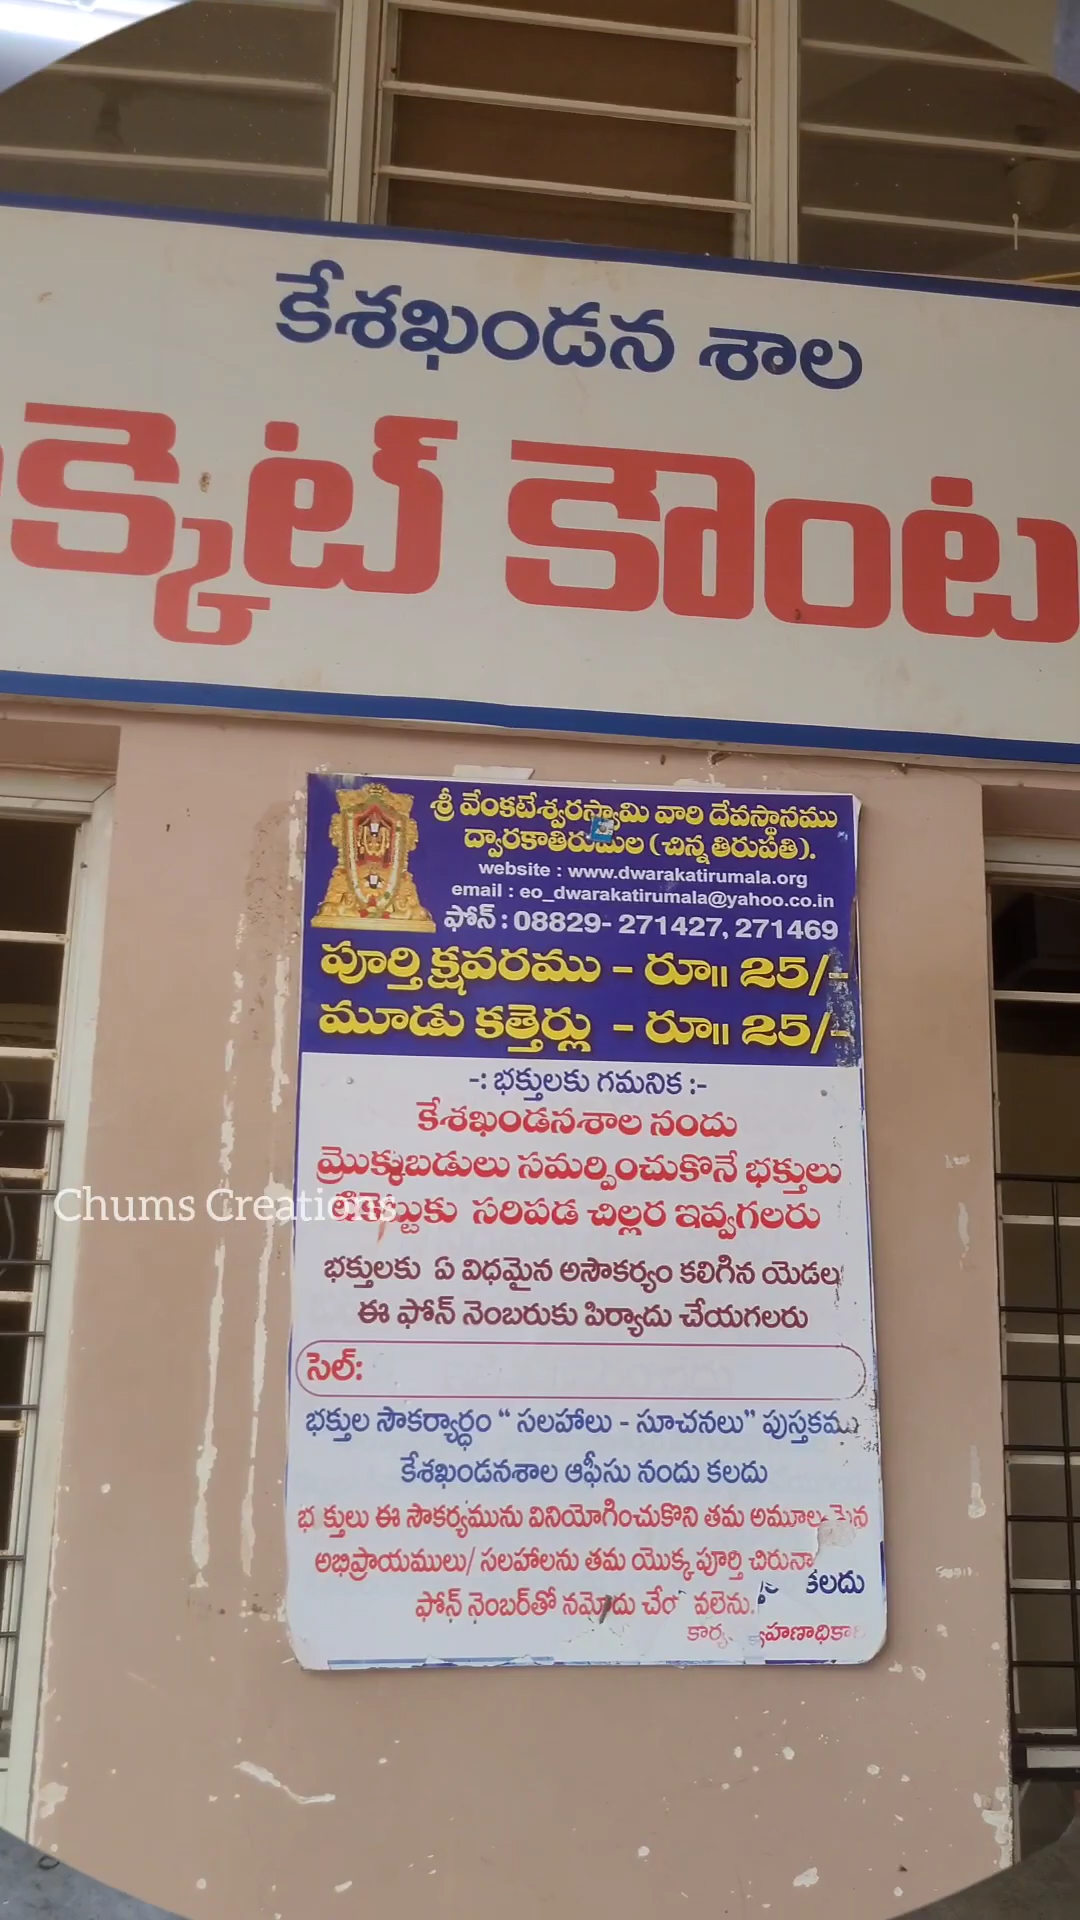 కేశఖండన శాల
క్కెట్ కౌంట
శ్రీ వేంకటేశ్వరస్వామి వారి దేవస్థానము
ద్వారకాతిరుమల (చిన్న తిరుపతి).
website : www.dwarakatirumala.org
email : eo_dwarakatirumala@yahoo.co.in
ఫోన్ : 08829- 271427, 271469
పూర్తి క్షవరము - రూ॥ 25/-
మూడు కత్తెర్లు - రూ॥ 25/-
-: భక్తులకు గమనిక :-
కేశఖండనశాల నందు
మ్రొక్కుబడులు సమర్పించుకొనే భక్తులు
Chums Creations
సరిపడ చిల్లర ఇవ్వగలరు
భక్తులకు ఏ విధమైన అసౌకర్యం కలిగిన యెడల
ఈ ఫోన్ నెంబరుకు పిర్యాదు చేయగలరు
సెల్:
భక్తుల సౌకర్యార్ధం " సలహాలు - సూచనలు" పుస్తకము
కేశఖండనశాల ఆఫీసు నందు కలదు
భక్తులు ఈ సౌకర్యమును వినియోగించుకొని తమ
అభిప్రాయములు/ సలహాలను తమ యొక్క పూర్తి చిరునా
కలదు
ఫోన్ నెంబర్‌తో నమోదు వలెను.